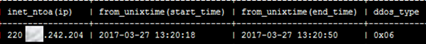 inet_ntoa(ip) | from_unixtime(start_time) | from_unixtime(end_time) | ddos_type
220 .242.204 | 2017-03-27 13:20:18 | 2017-03-27 13:20:50 | 0x06